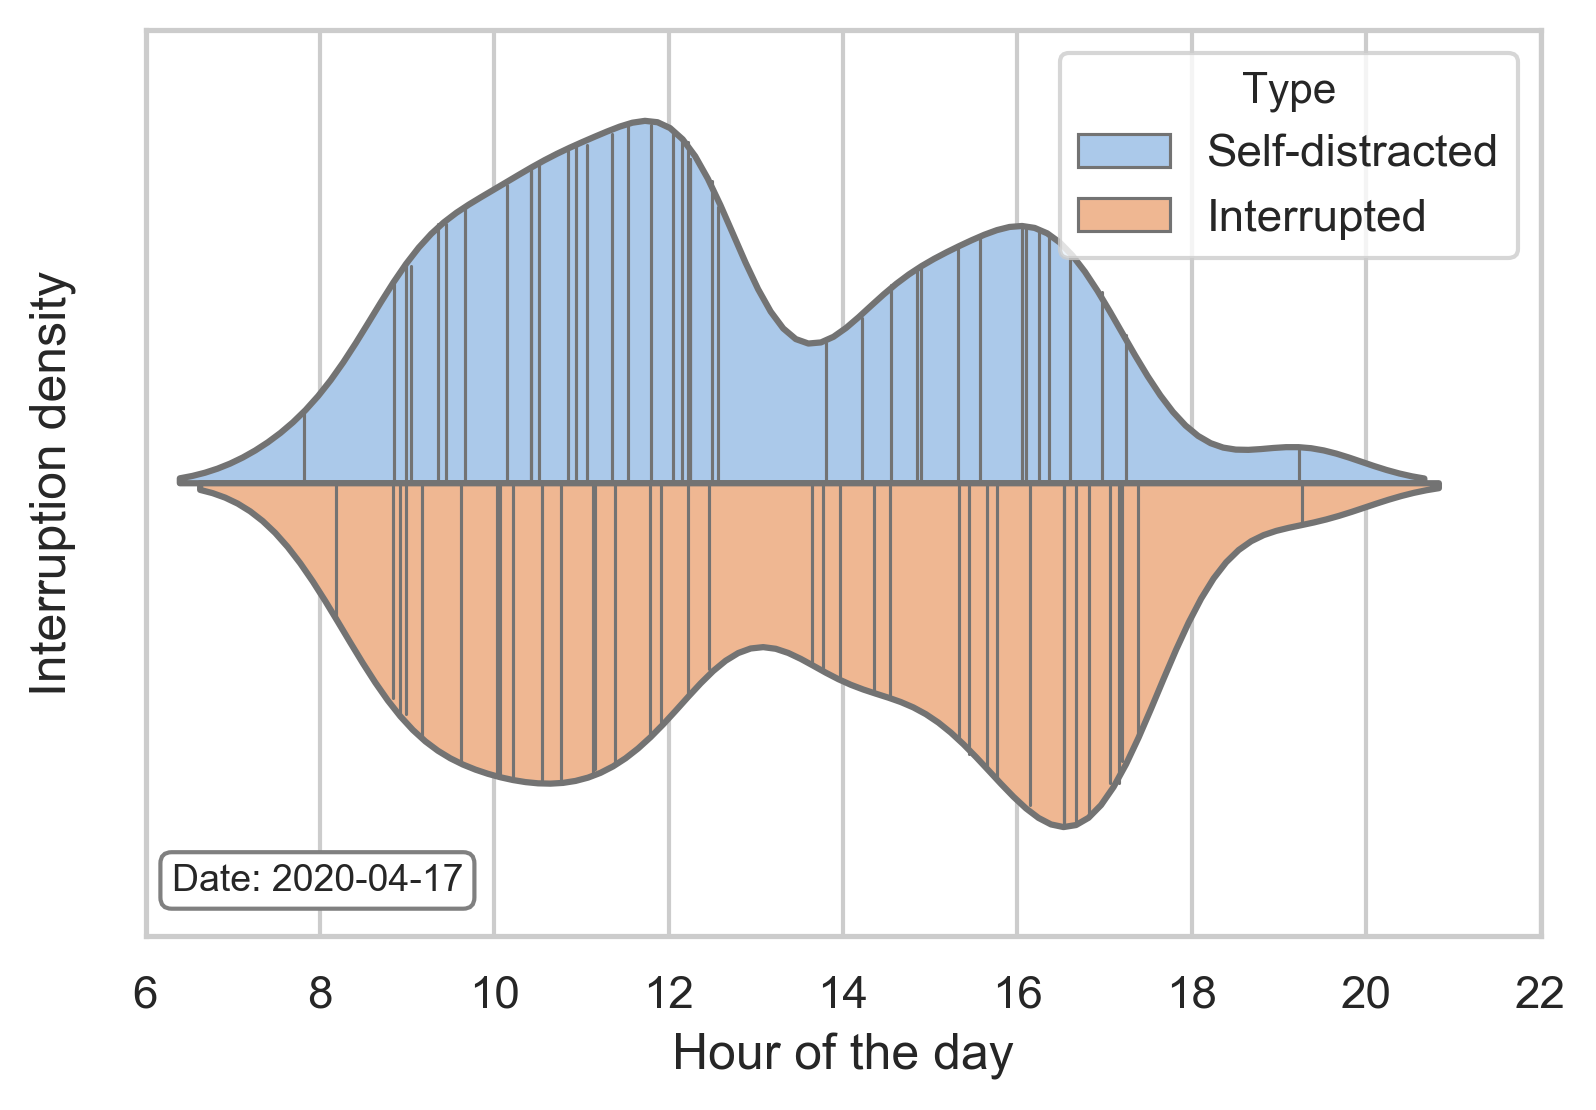 Type
Self-distracted
Interrupted
Interruption density
Date: 2020-04-17
6 8 10 12 14 16 18 20 22
Hour of the day